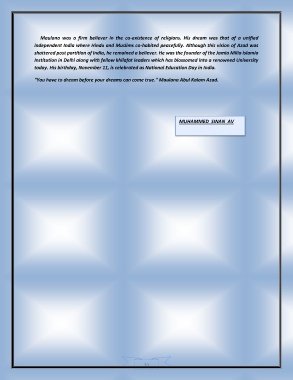 Maulana was a firm believer in the co-existence of religions. His dream was that of a unified
independent India where Hindu and Muslims co-habited peacefully. Although this vision of Azad was
shattered post partition of India, he remained a believer. He was the founder of the Jamia Millia Islamia
Institution in Delhi along with fellow khilafat leaders which has blossomed into a renowned University
today. His birthday, November 11, is celebrated as National Education Day in India.
"You have to dream before your dreams can come true." Maulana Abul Kalam Azad.
MUHAMMED SINAN AV